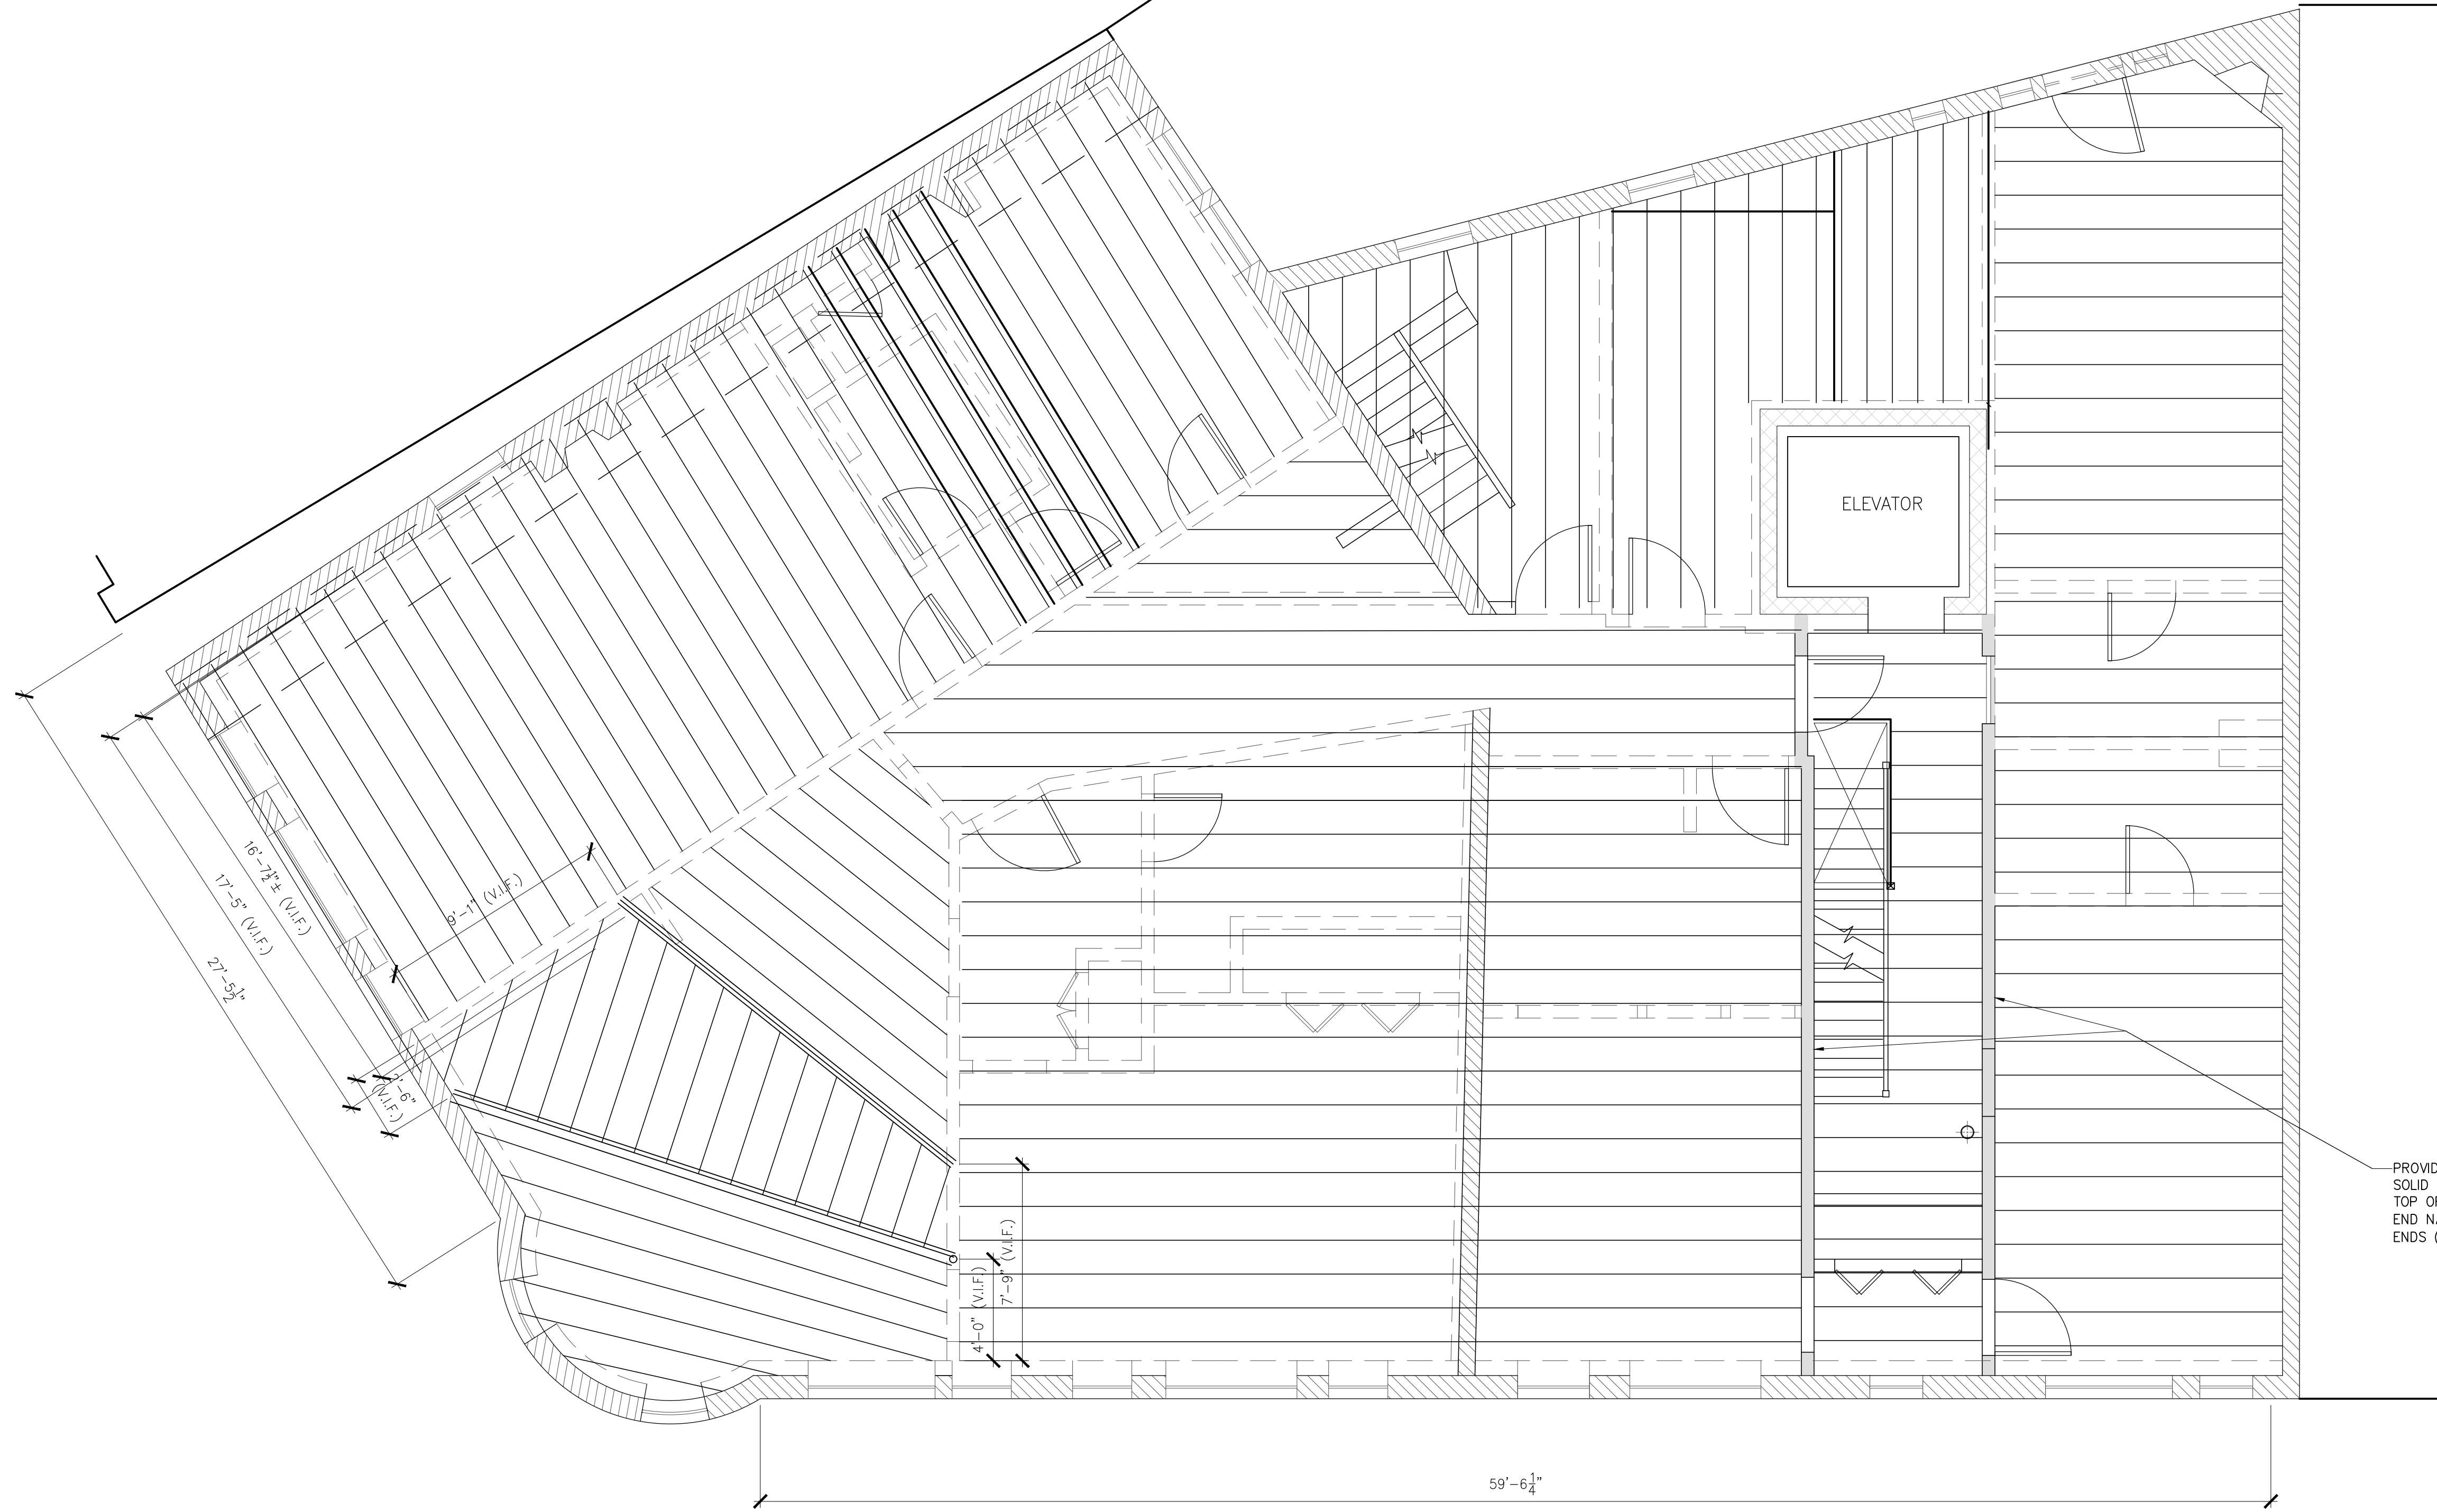 ELEVATOR
16'-7½"± (V.I.F.)
17'-5" (V.I.F.)
27'-5½"
9'-1" (V.I.F.)
2'-6"
(V.I.F.)
4'-0" (V.I.F.)
7'-9" (V.I.F.)
PROVID
SOLID
TOP OF
END NA
ENDS (
59'-6¼"